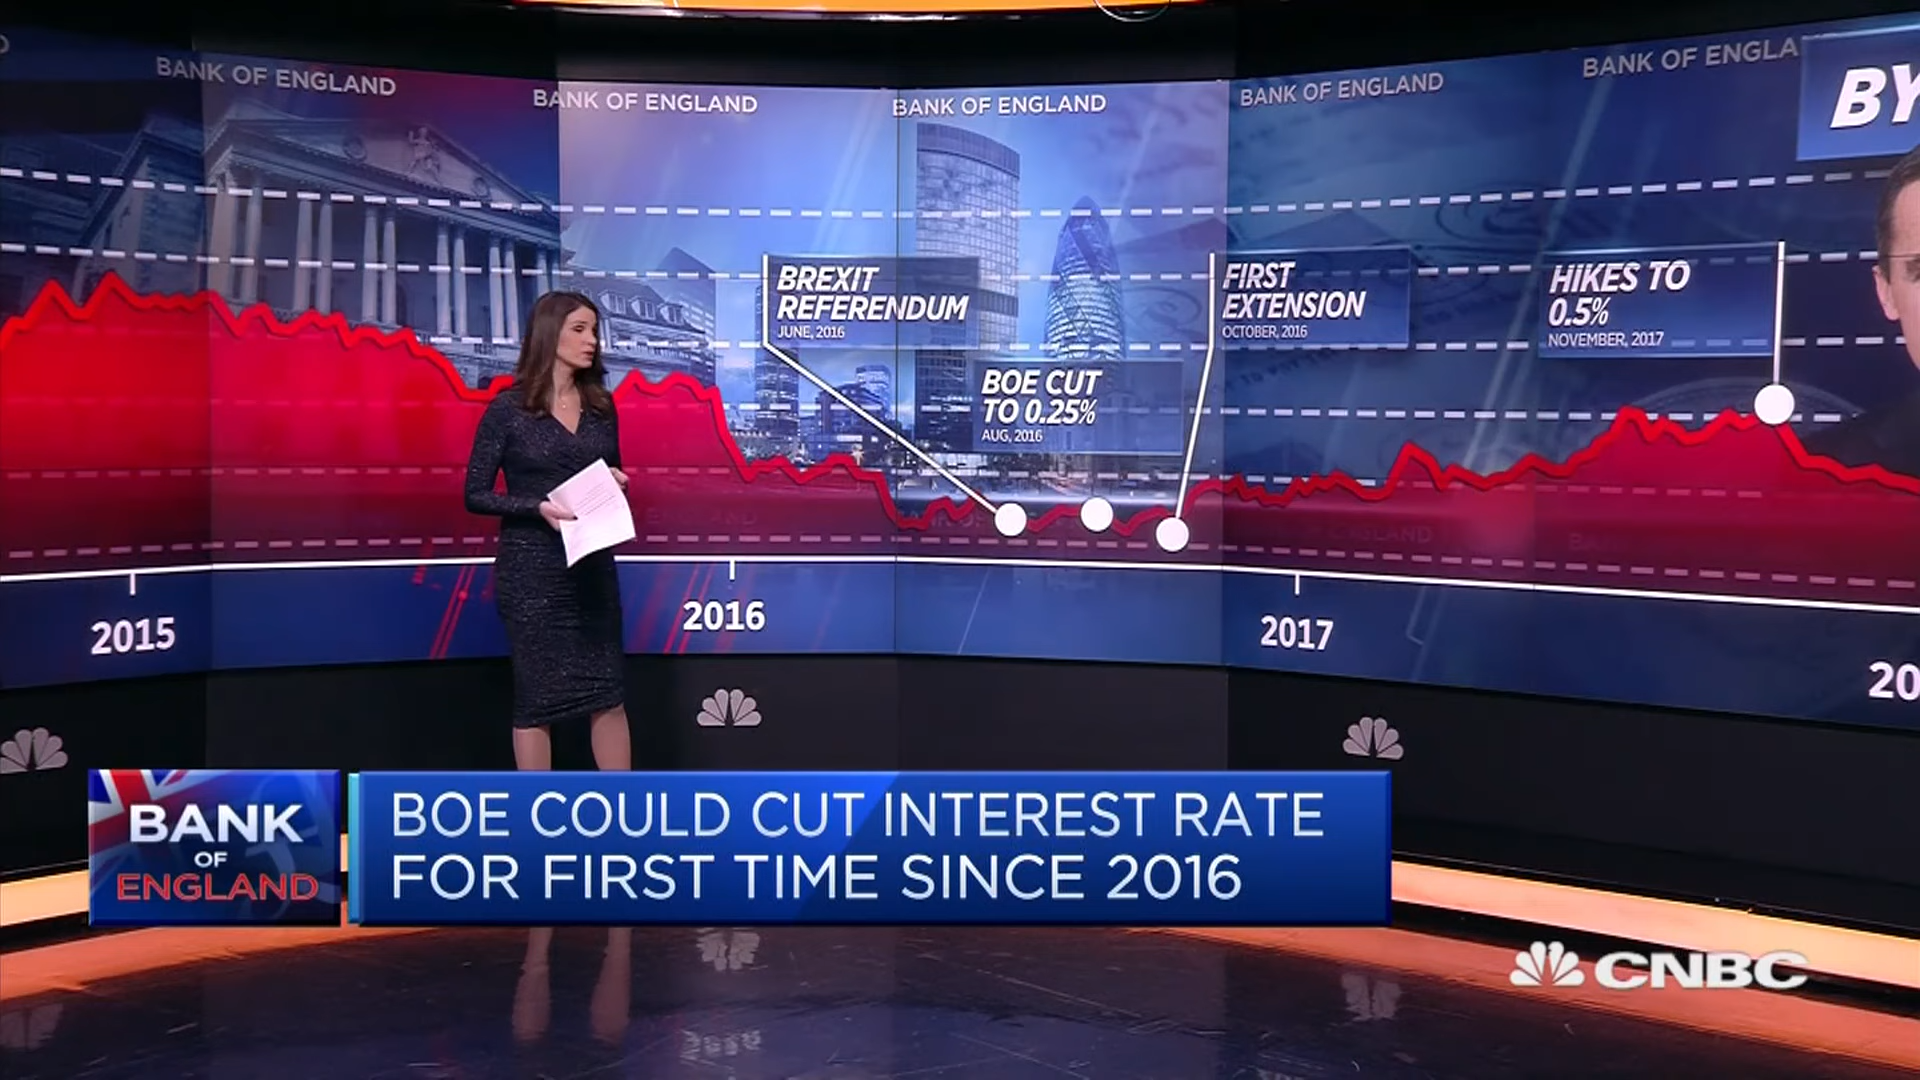 BANK OF ENGLAND
BANK OF ENGLAND
BANK OF ENGLAND
BANK OF ENGLAND
BANK OF ENGLA
BY
BREXIT
REFERENDUM
JUNE, 2016
BOE CUT
TO 0.25%
AUG, 2016
FIRST
EXTENSION
OCTOBER, 2016
HIKES TO
0.5%
NOVEMBER, 2017
2015
2016
2017
20
BANK
OF
ENGLAND
BOE COULD CUT INTEREST RATE
FOR FIRST TIME SINCE 2016
CNBC